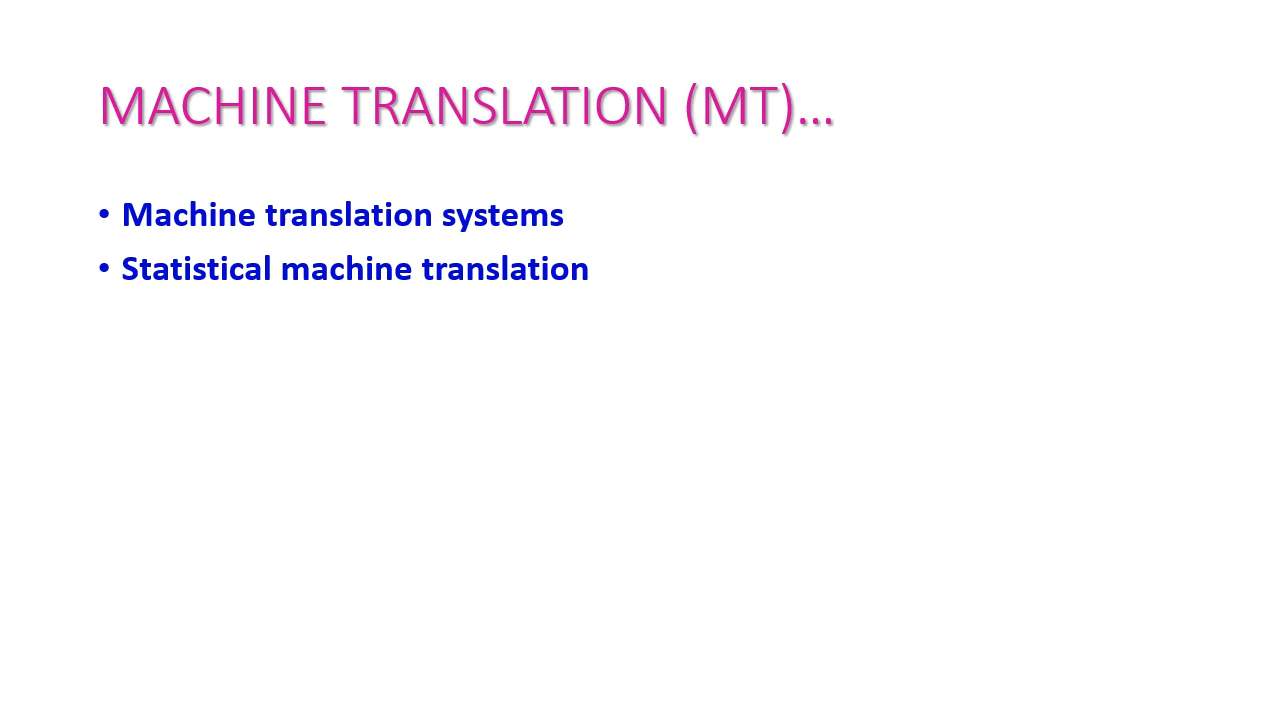 MACHINE TRANSLATION (MT)…
• Machine translation systems
• Statistical machine translation